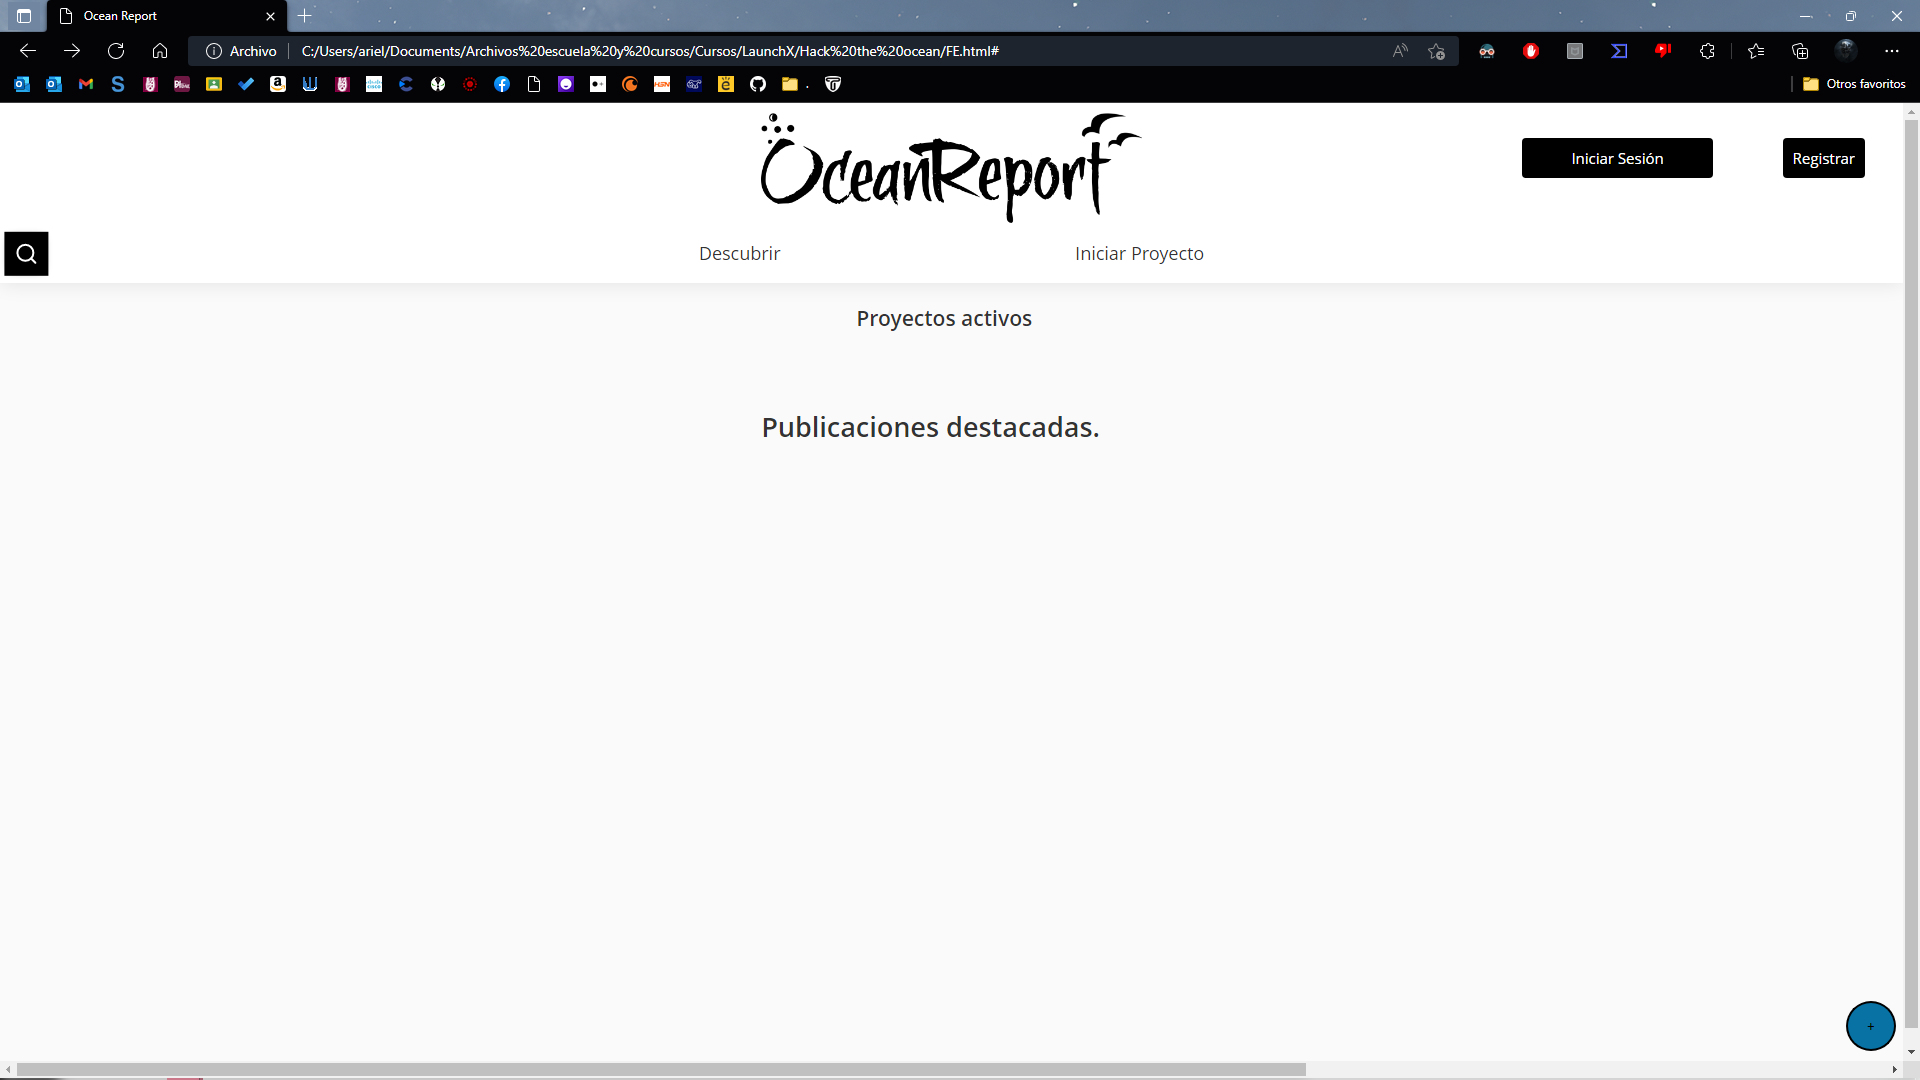 Ocean Report
Archivo
C:/Users/ariel/Documents/Archivos%20escuela%20y%20cursos/Cursos/LaunchX/Hack%20the%20ocean/FE.html#
Otros favoritos
OceanReport
Iniciar Sesión
Registrar
Descubrir
Iniciar Proyecto
Proyectos activos
Publicaciones destacadas.
+